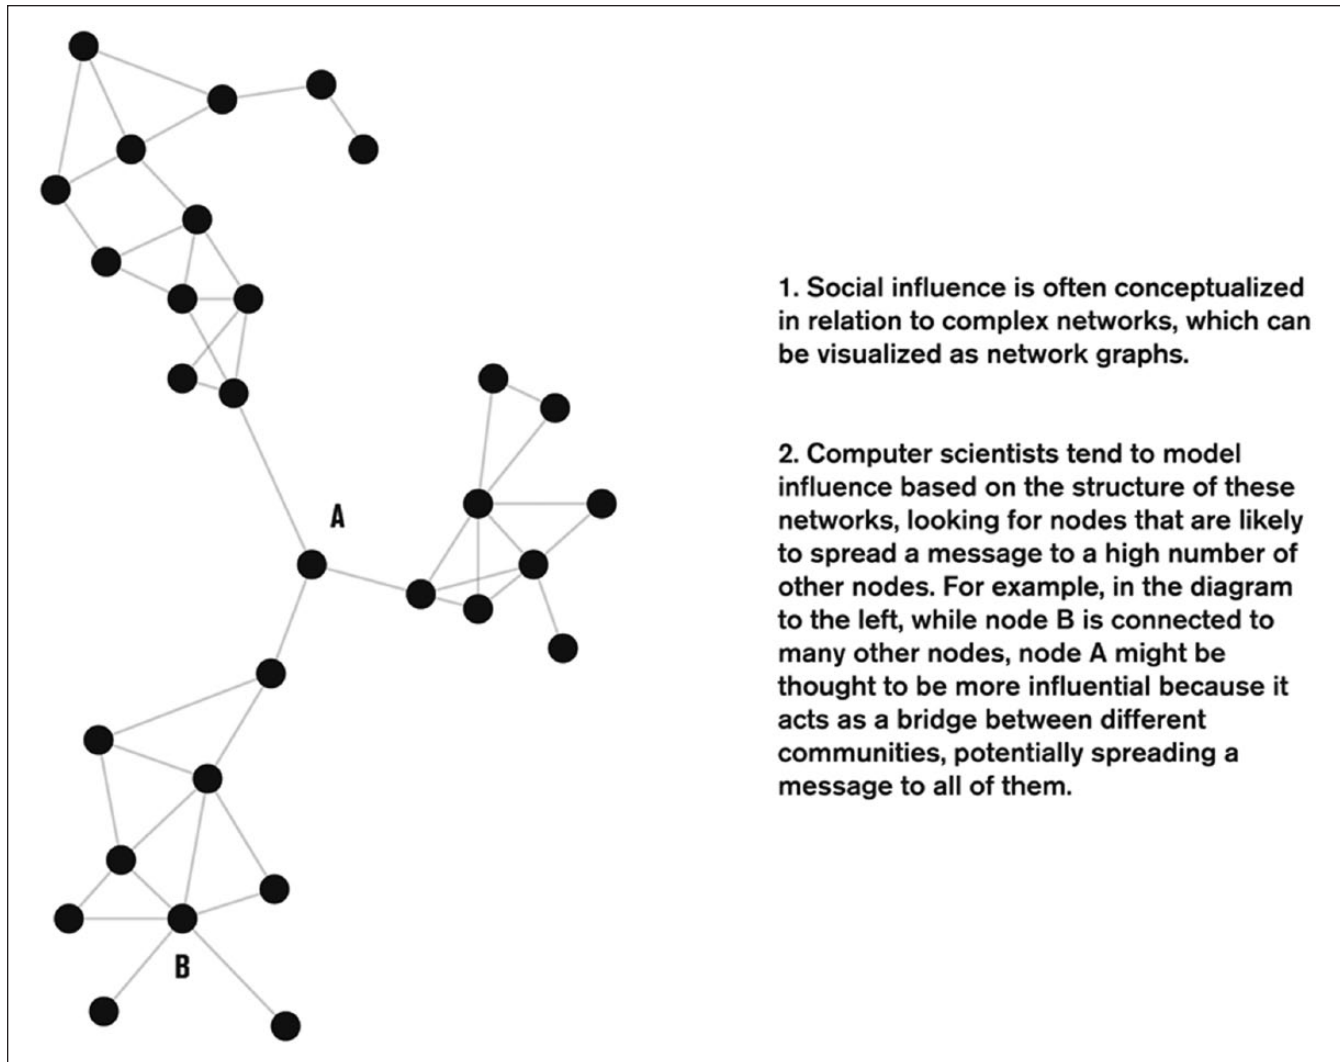 A
B
1. Social influence is often conceptualized
in relation to complex networks, which can
be visualized as network graphs.
2. Computer scientists tend to model
influence based on the structure of these
networks, looking for nodes that are likely
to spread a message to a high number of
other nodes. For example, in the diagram
to the left, while node B is connected to
many other nodes, node A might be
thought to be more influential because it
acts as a bridge between different
communities, potentially spreading a
message to all of them.